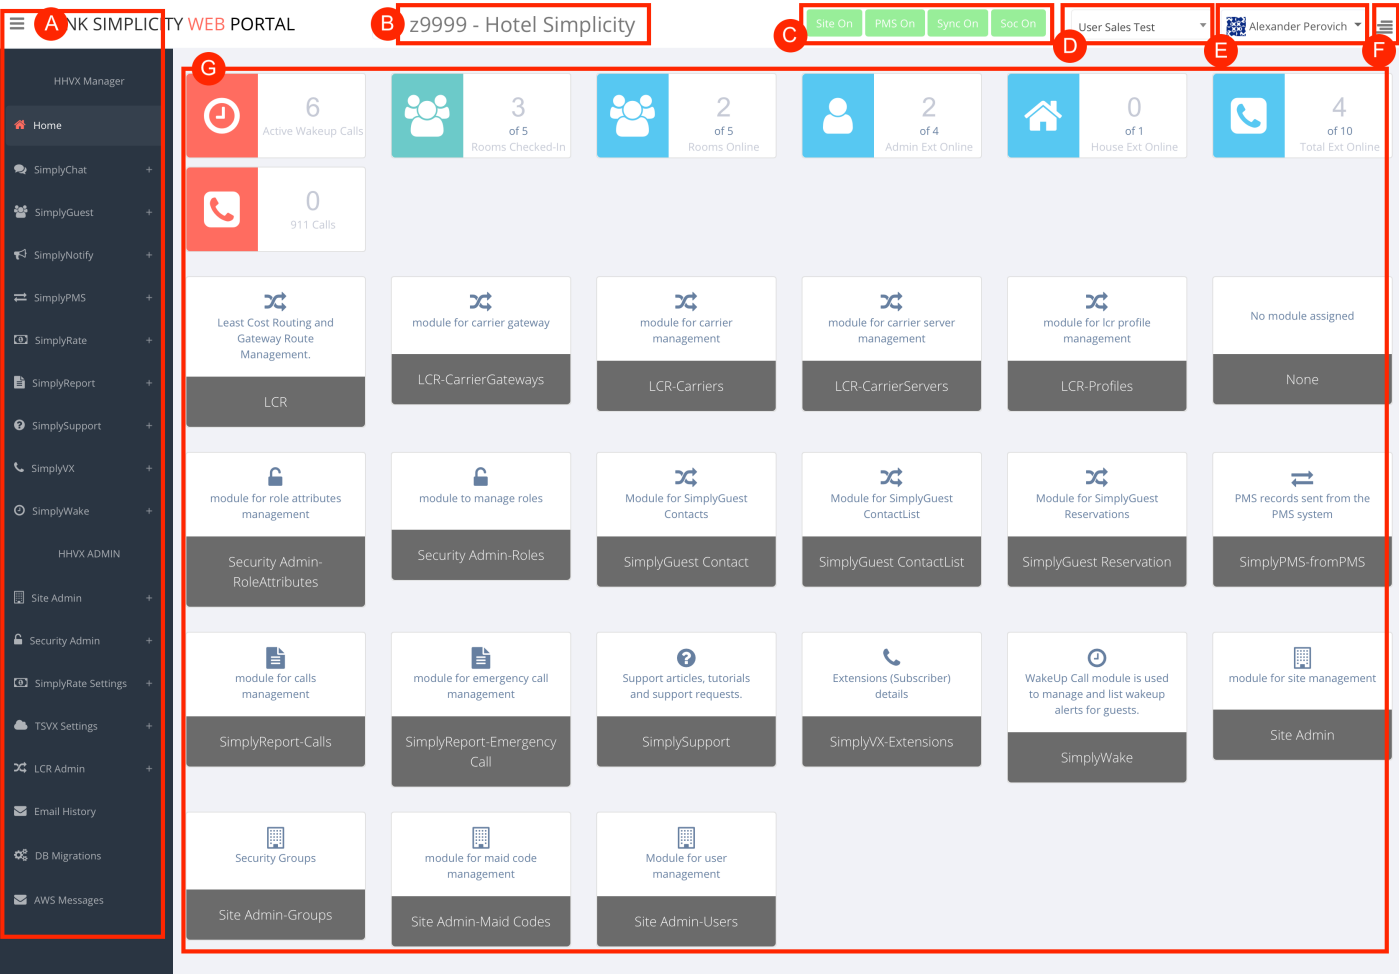 A
NK SIMPLICITY WEB PORTAL
B
z9999 - Hotel Simplicity
C
Site On
PMS On
Sync On
Soc On
D
User Sales Test
E
Alexander Perovich
F
HHVX Manager
Home
SimplyChat +
SimplyGuest +
SimplyNotify +
SimplyPMS +
SimplyRate +
SimplyReport +
SimplySupport +
SimplyVX +
SimplyWake +
HHVX ADMIN
Site Admin +
Security Admin +
SimplyRate Settings +
TSVX Settings +
LCR Admin +
Email History
DB Migrations
AWS Messages
G
6
Active Wakeup Calls
3
of 5
Rooms Checked-In
2
of 5
Rooms Online
2
of 4
Admin Ext Online
0
of 1
House Ext Online
4
of 10
Total Ext Online
0
911 Calls
Least Cost Routing and
Gateway Route
Management.
LCR
module for carrier gateway
LCR-CarrierGateways
module for carrier
management
LCR-Carriers
module for carrier server
management
LCR-CarrierServers
module for lcr profile
management
LCR-Profiles
No module assigned
None
module for role attributes
management
Security Admin-
RoleAttributes
module to manage roles
Security Admin-Roles
Module for SimplyGuest
Contacts
SimplyGuest Contact
Module for SimplyGuest
ContactList
SimplyGuest ContactList
Module for SimplyGuest
Reservations
SimplyGuest Reservation
PMS records sent from the
PMS system
SimplyPMS-fromPMS
module for calls
management
SimplyReport-Calls
module for emergency call
management
SimplyReport-Emergency
Call
Support articles, tutorials
and support requests.
SimplySupport
Extensions (Subscriber)
details
SimplyVX-Extensions
WakeUp Call module is used
to manage and list wakeup
alerts for guests.
SimplyWake
module for site management
Site Admin
Security Groups
Site Admin-Groups
module for maid code
management
Site Admin-Maid Codes
Module for user
management
Site Admin-Users